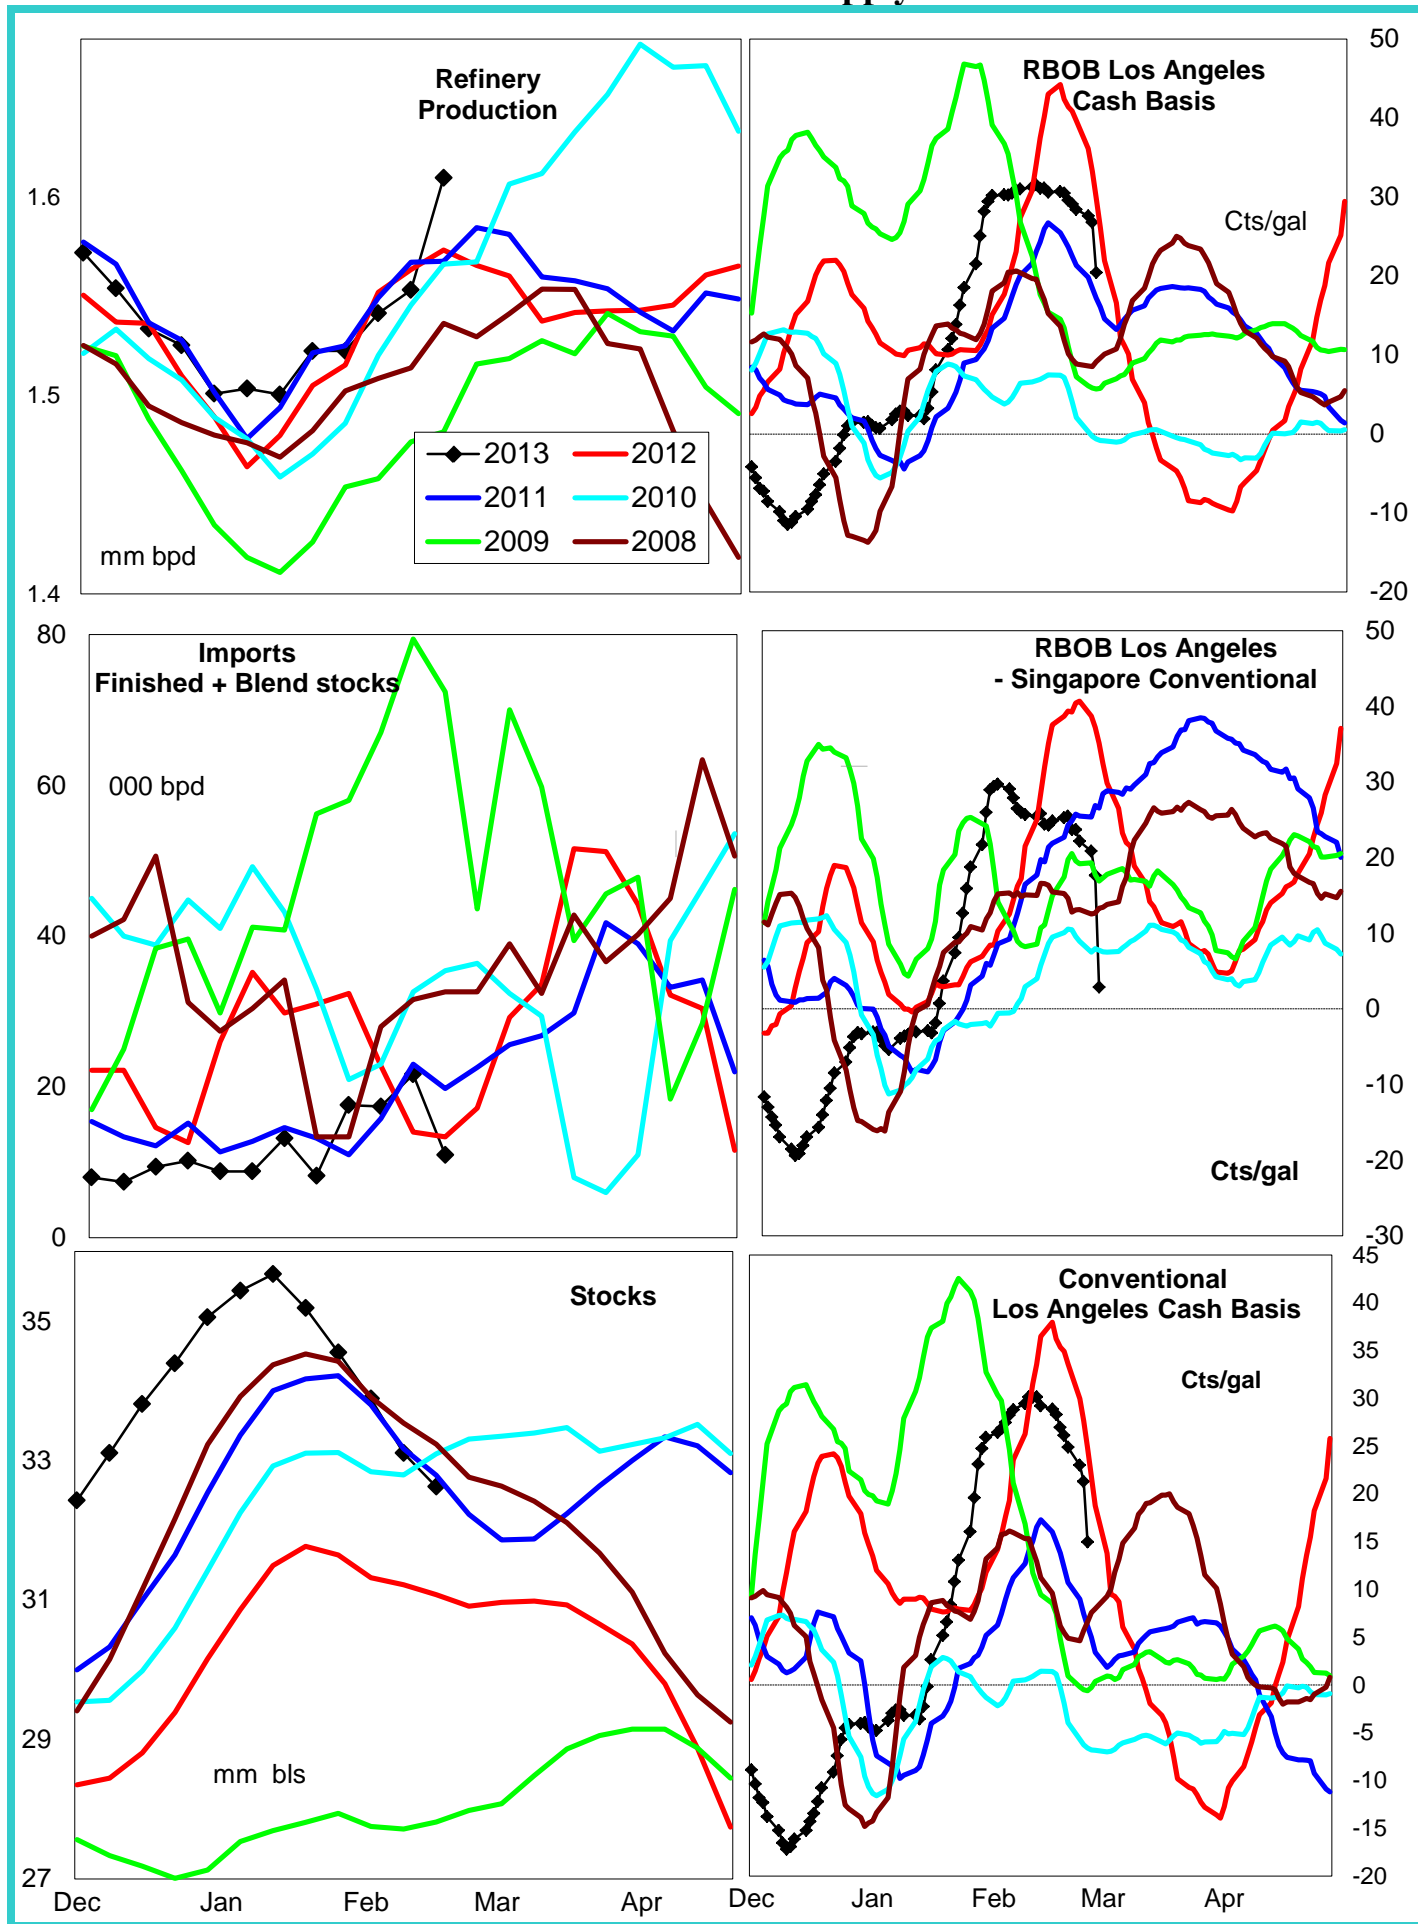 Refinery
Production
1.6
1.5
1.4
mm bpd
2013
2012
2011
2010
2009
2008
RBOB Los Angeles
Cash Basis
Cts/gal
50
40
30
20
10
0
-10
-20
Imports
Finished + Blend stocks
000 bpd
80
60
40
20
0
RBOB Los Angeles
- Singapore Conventional
Cts/gal
50
40
30
20
10
0
-10
-20
-30
Stocks
mm bls
35
33
31
29
27
Dec
Jan
Feb
Mar
Apr
Conventional
Los Angeles Cash Basis
Cts/gal
45
40
35
30
25
20
15
10
5
0
-5
-10
-15
-20
Dec
Jan
Feb
Mar
Apr